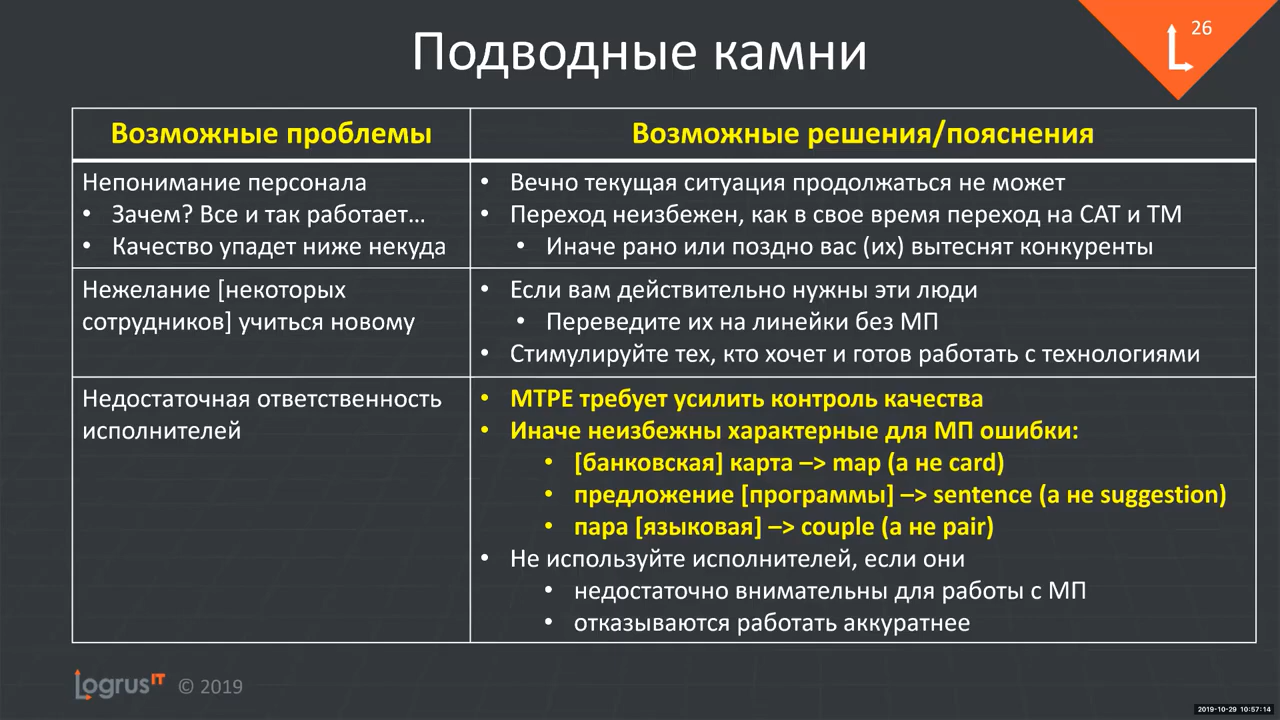 26
Подводные камни
Возможные проблемы
Возможные решения/пояснения
Непонимание персонала
• Зачем? Все и так работает…
• Качество упадет ниже некуда
• Вечно текущая ситуация продолжаться не может
• Переход неизбежен, как в свое время переход на CAT и TM
• Иначе рано или поздно вас (их) вытеснят конкуренты
Нежелание [некоторых
сотрудников] учиться новому
• Если вам действительно нужны эти люди
• Переведите их на линейки без МП
• Стимулируйте тех, кто хочет и готов работать с технологиями
Недостаточная ответственность
исполнителей
• MTPE требует усилить контроль качества
• Иначе неизбежны характерные для МП ошибки:
• [банковская] карта –> map (а не card)
• предложение [программы] –> sentence (а не suggestion)
• пара [языковая] –> couple (а не pair)
• Не используйте исполнителей, если они
• недостаточно внимательны для работы с МП
• отказываются работать аккуратнее
logrusIT © 2019
2019-10-29 10:57:14